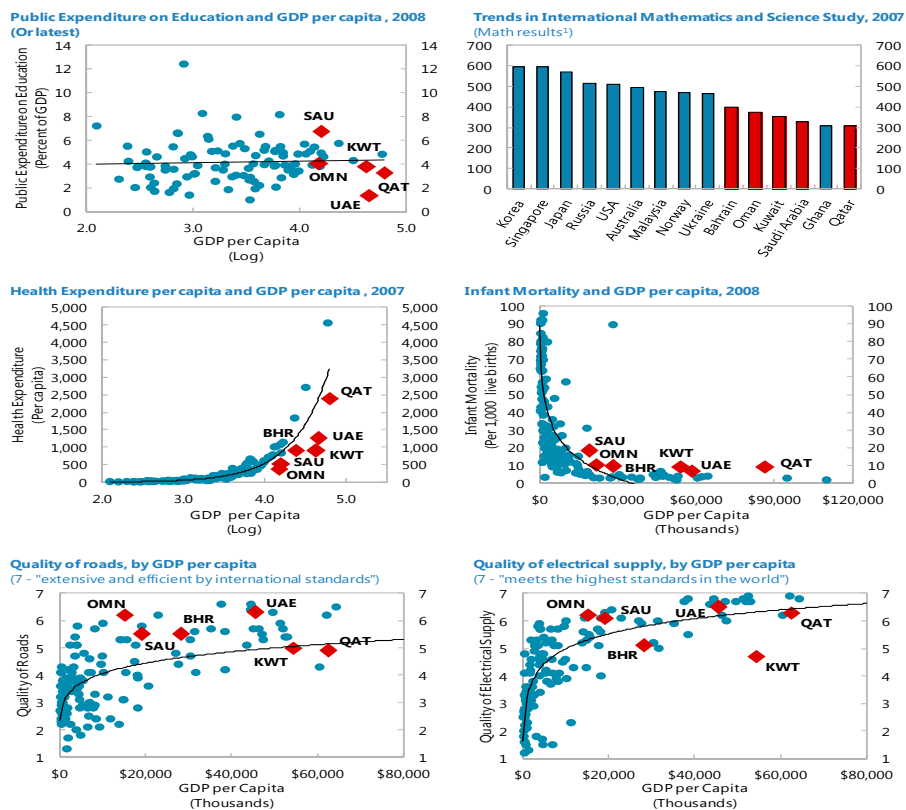 Public Expenditure on Education and GDP per capita , 2008
(Or latest)
Public Expenditure on Education
(Percent of GDP)
14
12
10
8
6
4
2
0
14
12
10
8
6
4
2
0
SAU
KWT
OMN
QAT
UAE
2.0
3.0
4.0
5.0
GDP per Capita
(Log)
Trends in International Mathematics and Science Study, 2007
(Math results¹)
700
600
500
400
300
200
100
0
700
600
500
400
300
200
100
0
Korea
Singapore
Japan
Russia
USA
Australia
Malaysia
Norway
Ukraine
Bahrain
Oman
Kuwait
Saudi Arabia
Ghana
Qatar
Health Expenditure per capita and GDP per capita , 2007
Health Expenditure
(Per capita)
5,000
4,500
4,000
3,500
3,000
2,500
2,000
1,500
1,000
500
0
5,000
4,500
4,000
3,500
3,000
2,500
2,000
1,500
1,000
500
0
QAT
BHR
UAE
KWT
SAU
OMN
2.0
3.0
4.0
5.0
GDP per Capita
(Log)
Infant Mortality and GDP per capita, 2008
Infant Mortality
(Per 1,000 live births)
100
90
80
70
60
50
40
30
20
10
0
100
90
80
70
60
50
40
30
20
10
0
SAU
OMN
KWT
BHR
UAE
QAT
$0
$30,000
$60,000
$90,000
$120,000
GDP per Capita
(Thousands)
Quality of roads, by GDP per capita
(7 - "extensive and efficient by international standards")
Quality of Roads
7
6
5
4
3
2
1
7
6
5
4
3
2
1
OMN
BHR
UAE
SAU
KWT
QAT
$0
$20,000
$40,000
$60,000
$80,000
GDP per Capita
(Thousands)
Quality of electrical supply, by GDP per capita
(7 - "meets the highest standards in the world")
Quality of Electrical Supply
7
6
5
4
3
2
1
7
6
5
4
3
2
1
OMN
SAU
UAE
BHR
KWT
QAT
$0
$20,000
$40,000
$60,000
$80,000
GDP per Capita
(Thousands)